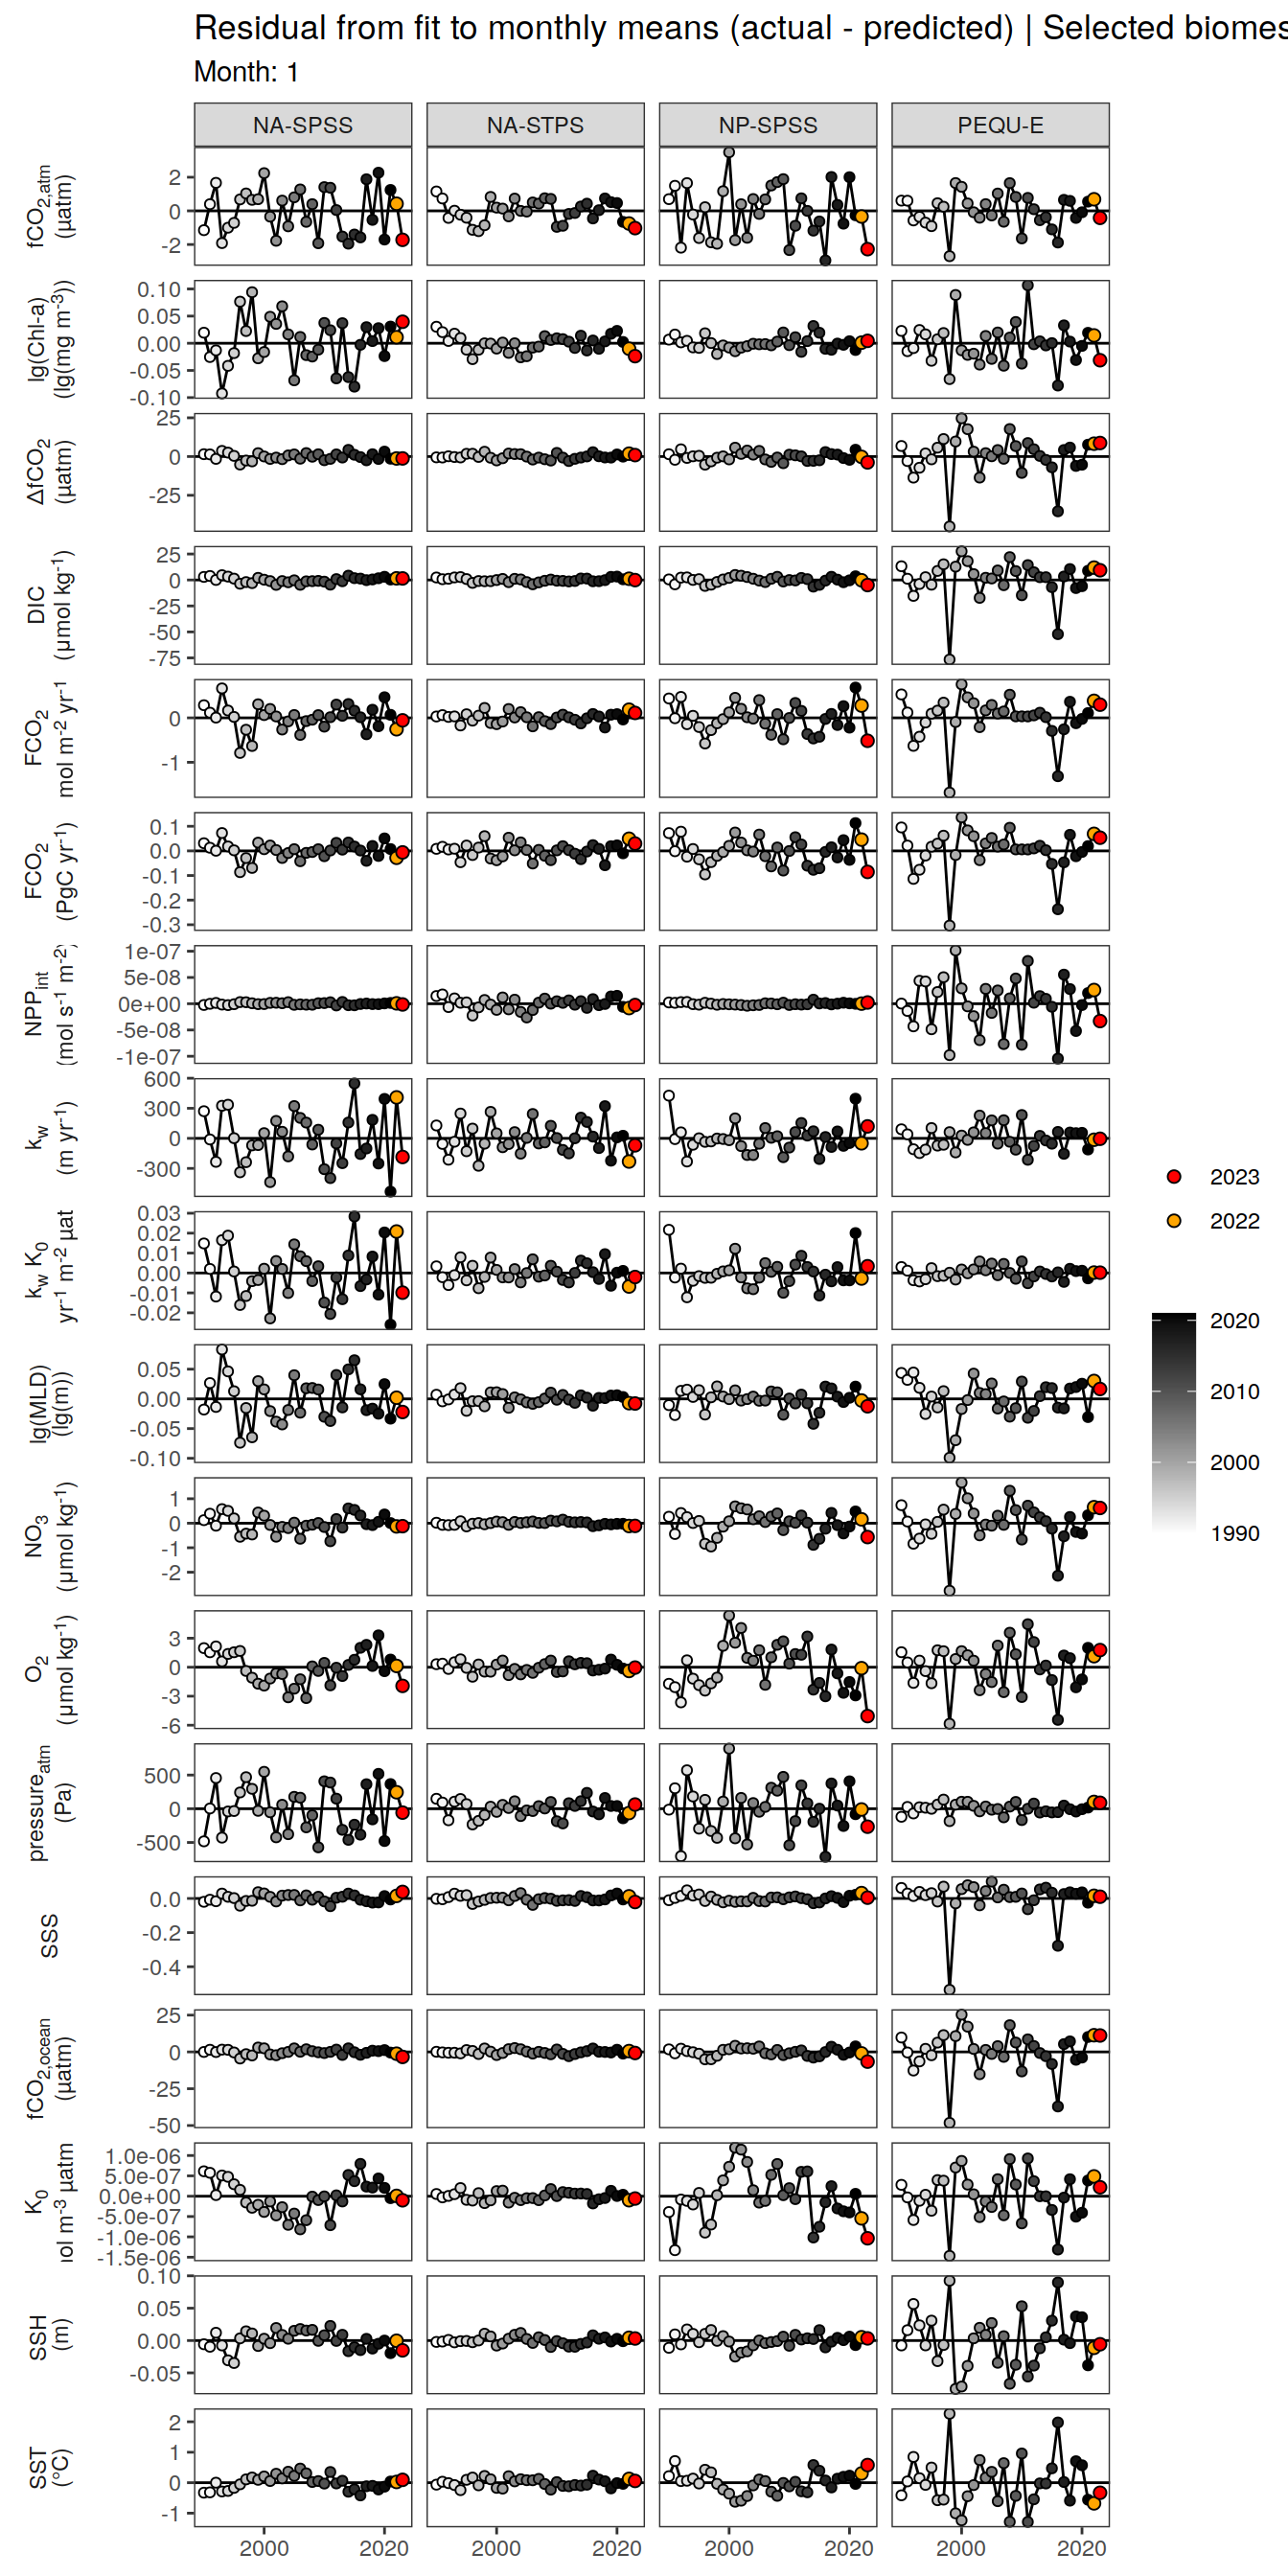 Residual from fit to monthly means (actual - predicted) | Selected biomes
Month: 1
NA-SPSS NA-STPS NP-SPSS PEQU-E
fCO2,atm
(µatm)
2
0
-2
lg(Chl-a)
(lg(mg m-3))
0.10
0.05
0.00
-0.05
-0.10
ΔfCO2
(µatm)
25
0
-25
DIC
(µmol kg-1)
25
0
-25
-50
-75
FCO2
mol m-2 yr-1
0
-1
FCO2
(PgC yr-1)
0.1
0.0
-0.1
-0.2
-0.3
NPPint
(mol s-1 m-2)
1e-07
5e-08
0e+00
-5e-08
-1e-07
kw
(m yr-1)
600
300
0
-300
kw K0
yr-1 m-2 µat
0.03
0.02
0.01
0.00
-0.01
-0.02
lg(MLD)
(lg(m))
0.05
0.00
-0.05
-0.10
NO3
(µmol kg-1)
1
0
-1
-2
O2
(µmol kg-1)
3
0
-3
-6
pressureatm
(Pa)
500
0
-500
SSS
0.0
-0.2
-0.4
fCO2,ocean
(µatm)
25
0
-25
-50
K0
ol m-3 µatm
1.0e-06
5.0e-07
0.0e+00
-5.0e-07
-1.0e-06
-1.5e-06
SSH
(m)
0.10
0.05
0.00
-0.05
SST
(°C)
2
1
0
-1
2000 2020 2000 2020 2000 2020 2000 2020
2023
2022
2020
2010
2000
1990